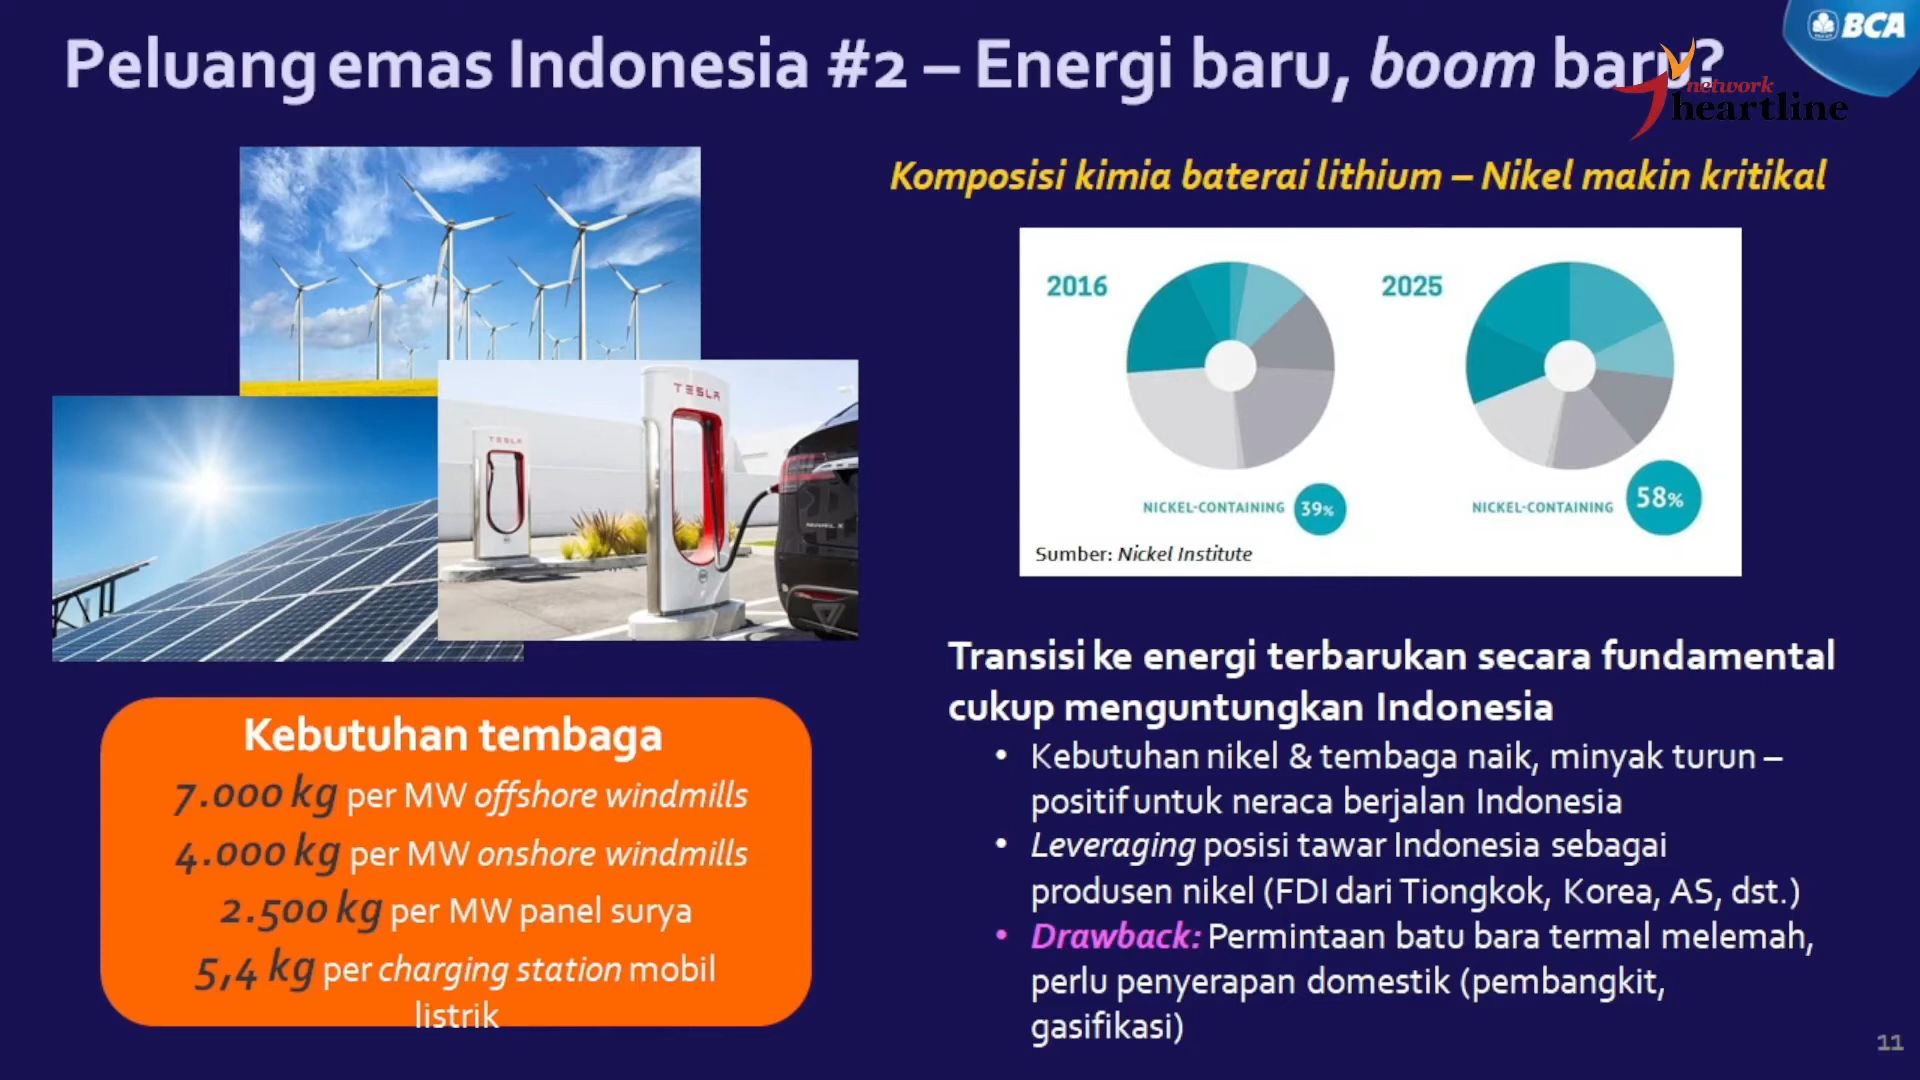 Peluang emas Indonesia #2 – Energi baru, boom baru?
BCA
network
heartline
Komposisi kimia baterai lithium – Nikel makin kritikal
2016
2025
NICKEL-CONTAINING 39%
NICKEL-CONTAINING 58%
Sumber: Nickel Institute
TESLA
TESLA
MODEL X
Kebutuhan tembaga
7.000 kg per MW offshore windmills
4.000 kg per MW onshore windmills
2.500 kg per MW panel surya
5,4 kg per charging station mobil
listrik
Transisi ke energi terbarukan secara fundamental
cukup menguntungkan Indonesia
• Kebutuhan nikel & tembaga naik, minyak turun –
positif untuk neraca berjalan Indonesia
• Leveraging posisi tawar Indonesia sebagai
produsen nikel (FDI dari Tiongkok, Korea, AS, dst.)
• Drawback: Permintaan batu bara termal melemah,
perlu penyerapan domestik (pembangkit,
gasifikasi)
11